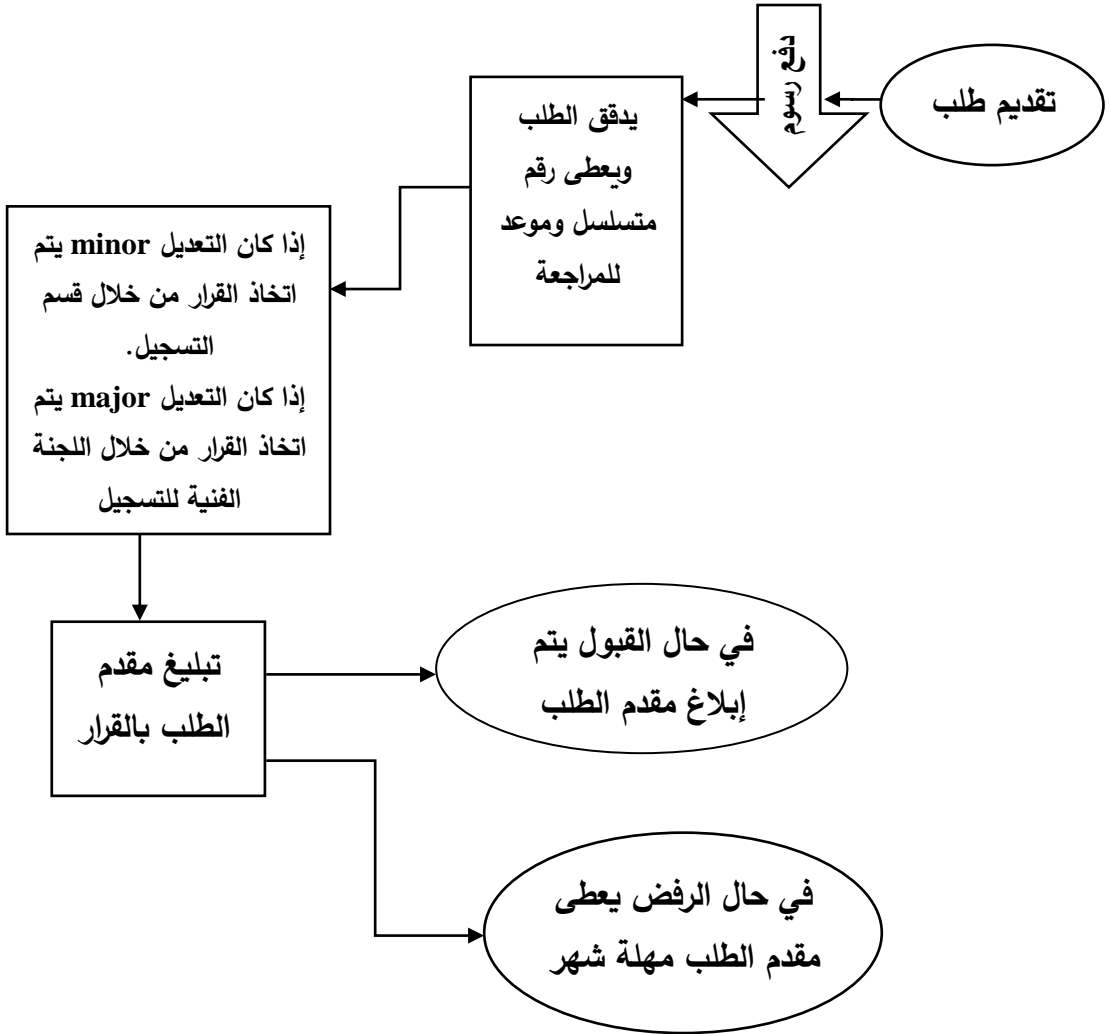 تقديم طلب
دفع رسوم
يدقق الطلب
ويعطى رقم
متسلسل وموعد
للمراجعة
إذا كان التعديل minor يتم
اتخاذ القرار من خلال قسم
التسجيل.
إذا كان التعديل major يتم
اتخاذ القرار من خلال اللجنة
الفنية للتسجيل
تبليغ مقدم
الطلب بالقرار
في حال القبول يتم
إبلاغ مقدم الطلب
في حال الرفض يعطى
مقدم الطلب مهلة شهر